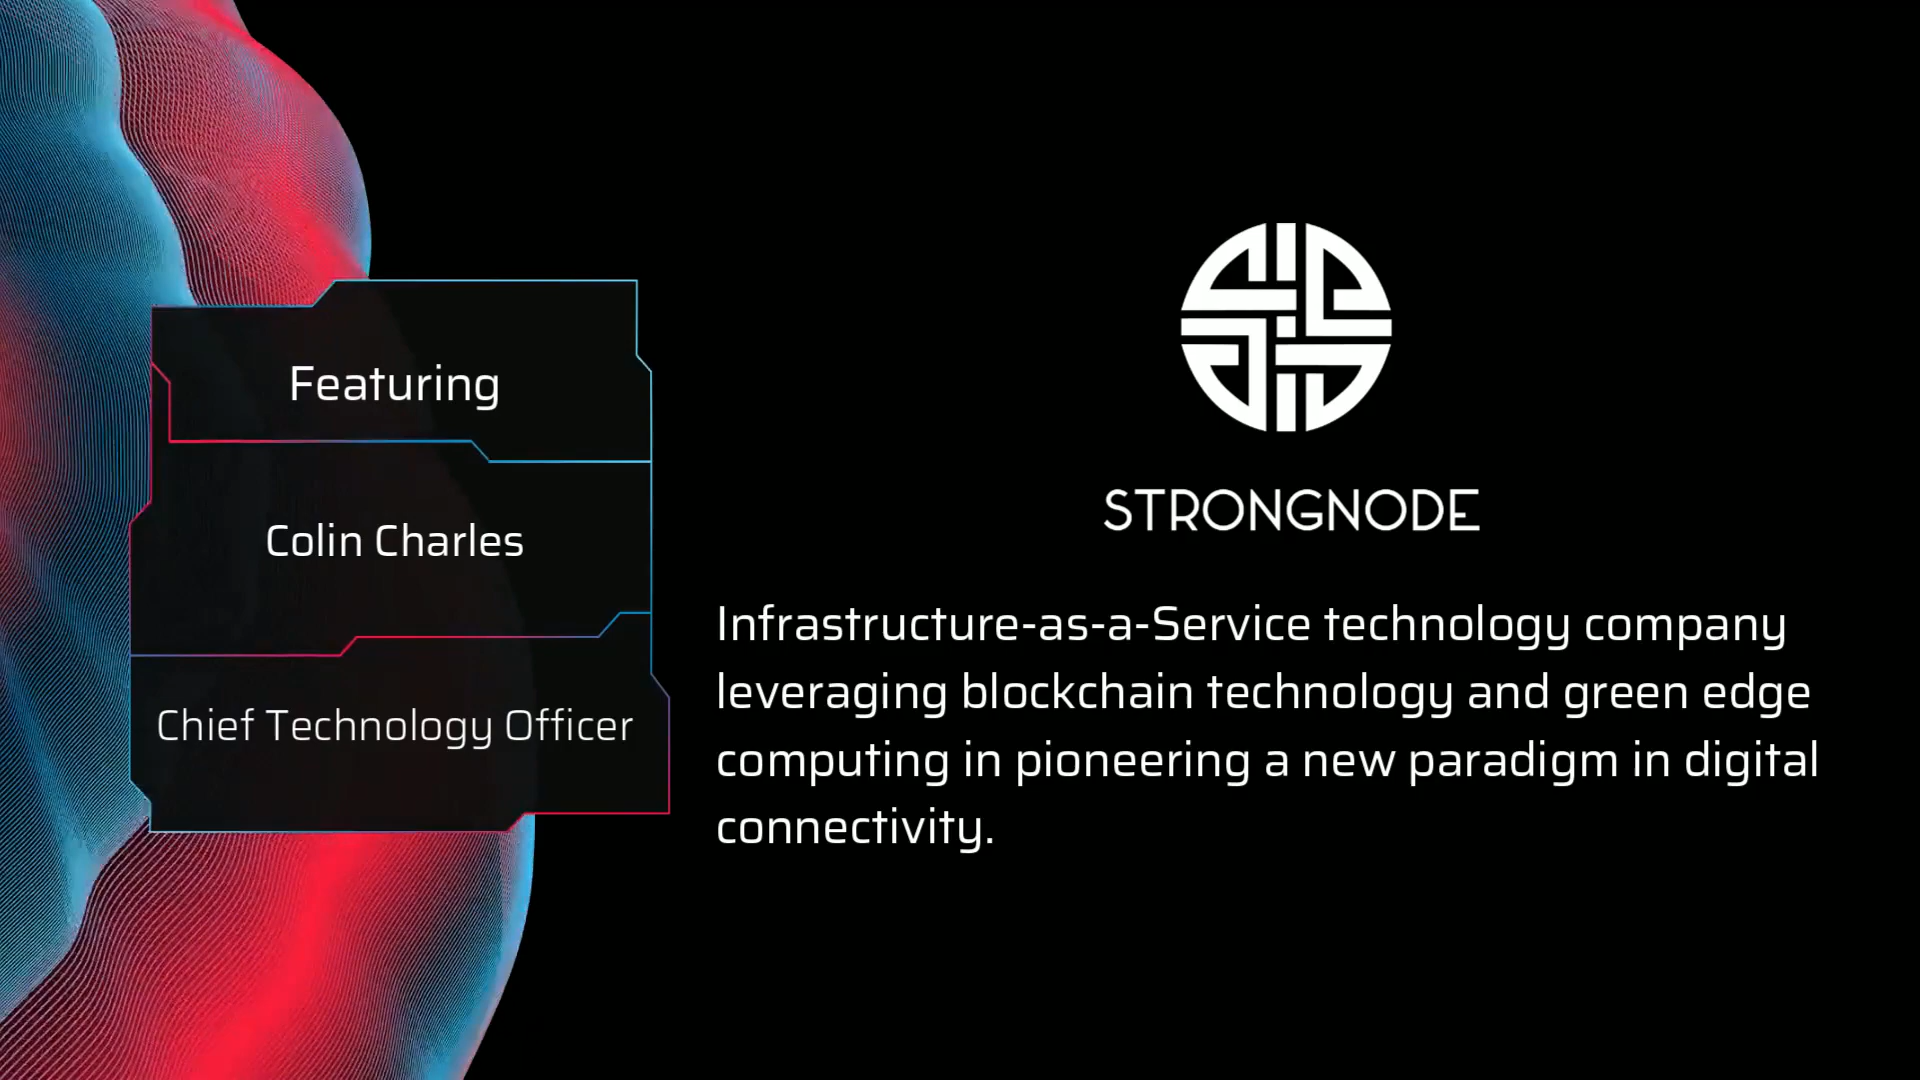 Featuring
Colin Charles
Chief Technology Officer
STRONGNODE
Infrastructure-as-a-Service technology company
leveraging blockchain technology and green edge
computing in pioneering a new paradigm in digital
connectivity.